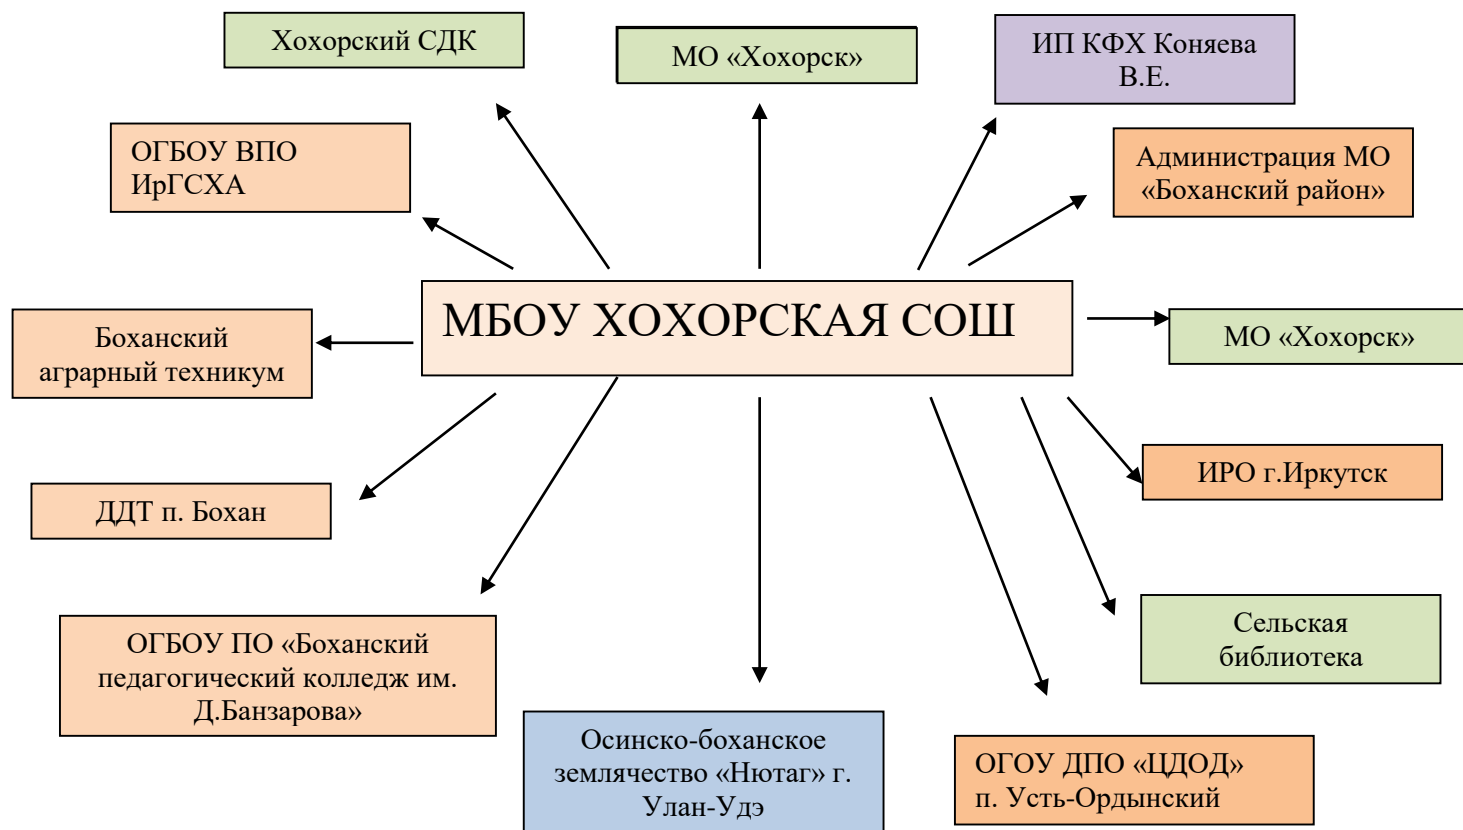 Хохорский СДК
МО «Хохорск»
ИП КФХ Коняева
В.Е.
ОГБОУ ВПО
ИрГСХА
Администрация МО
«Боханский район»
МБОУ ХОХОРСКАЯ СОШ
Боханский
аграрный техникум
МО «Хохорск»
ДДТ п. Бохан
ИРО г.Иркутск
ОГБОУ ПО «Боханский
педагогический колледж им.
Д.Банзарова»
Сельская
библиотека
Осинско-боханское
землячество «Нютаг» г.
Улан-Удэ
ОГОУ ДПО «ЦДОД»
п. Усть-Ордынский